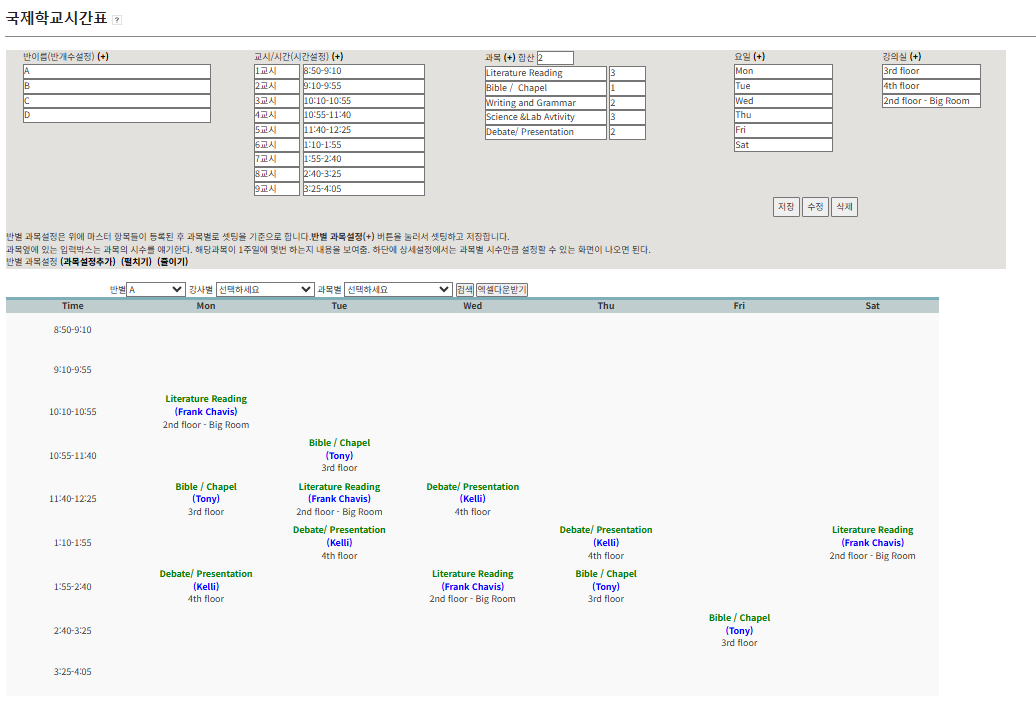 국제학교시간표 ?
반이름(반개수설정) (+)
A
B
C
D
교시/시간(시간설정) (+)
1교시 8:50-9:10
2교시 9:10-9:55
3교시 10:10-10:55
4교시 10:55-11:40
5교시 11:40-12:25
6교시 1:10-1:55
7교시 1:55-2:40
8교시 2:40-3:25
9교시 3:25-4:05
과목 (+) 합산 2
Literature Reading 3
Bible / Chapel 1
Writing and Grammar 2
Science &Lab Avtivity 3
Debate/ Presentation 2
요일 (+)
Mon
Tue
Wed
Thu
Fri
Sat
강의실 (+)
3rd floor
4th floor
2nd floor - Big Room
저장 수정 삭제
반별 과목설정은 위에 마스터 항목들이 등록된 후 과목별로 셋팅을 기준으로 합니다.반별 과목설정(+) 버튼을 눌러서 셋팅하고 저장합니다.
과목옆에 있는 입력박스는 과목의 시수를 얘기한다. 해당과목이 1주일에 몇번 하는지 내용을 보여줌. 하단에 상세설정에서는 과목별 시수만큼 설정할 수 있는 화면이 나오면 된다.
반별 과목설정 (과목설정추가) (펼치기) (줄이기)
반별 A 강사별 선택하세요 과목별 선택하세요 검색 엑셀다운받기
Time Mon Tue Wed Thu Fri Sat
8:50-9:10
9:10-9:55
10:10-10:55
Literature Reading
(Frank Chavis)
2nd floor - Big Room
10:55-11:40
Bible / Chapel
(Tony)
3rd floor
11:40-12:25
Bible / Chapel
(Tony)
3rd floor
Literature Reading
(Frank Chavis)
2nd floor - Big Room
Debate/ Presentation
(Kelli)
4th floor
1:10-1:55
Debate/ Presentation
(Kelli)
4th floor
Debate/ Presentation
(Kelli)
4th floor
Literature Reading
(Frank Chavis)
2nd floor - Big Room
1:55-2:40
Debate/ Presentation
(Kelli)
4th floor
Literature Reading
(Frank Chavis)
2nd floor - Big Room
Bible / Chapel
(Tony)
3rd floor
2:40-3:25
Bible / Chapel
(Tony)
3rd floor
3:25-4:05